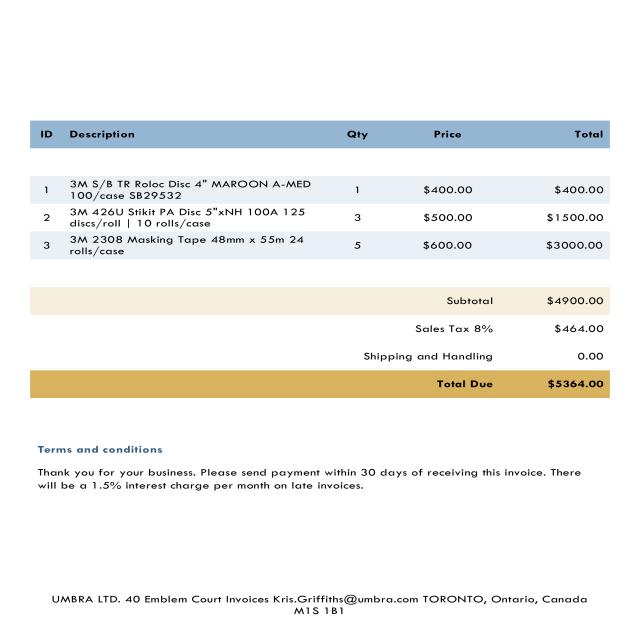 ID Description Qty Price Total
1 3M S/B TR Roloc Disc 4" MAROON A-MED 100/case SB29532 1 $400.00 $400.00
2 3M 426U Stikit PA Disc 5"xNH 100A 125 discs/roll | 10 rolls/case 3 $500.00 $1500.00
3 3M 2308 Masking Tape 48mm x 55m 24 rolls/case 5 $600.00 $3000.00
Subtotal $4900.00
Sales Tax 8% $464.00
Shipping and Handling 0.00
Total Due $5364.00
Terms and conditions
Thank you for your business. Please send payment within 30 days of receiving this invoice. There
will be a 1.5% interest charge per month on late invoices.
UMBRA LTD. 40 Emblem Court Invoices Kris.Griffiths@umbra.com TORONTO, Ontario, Canada
M1S 1B1